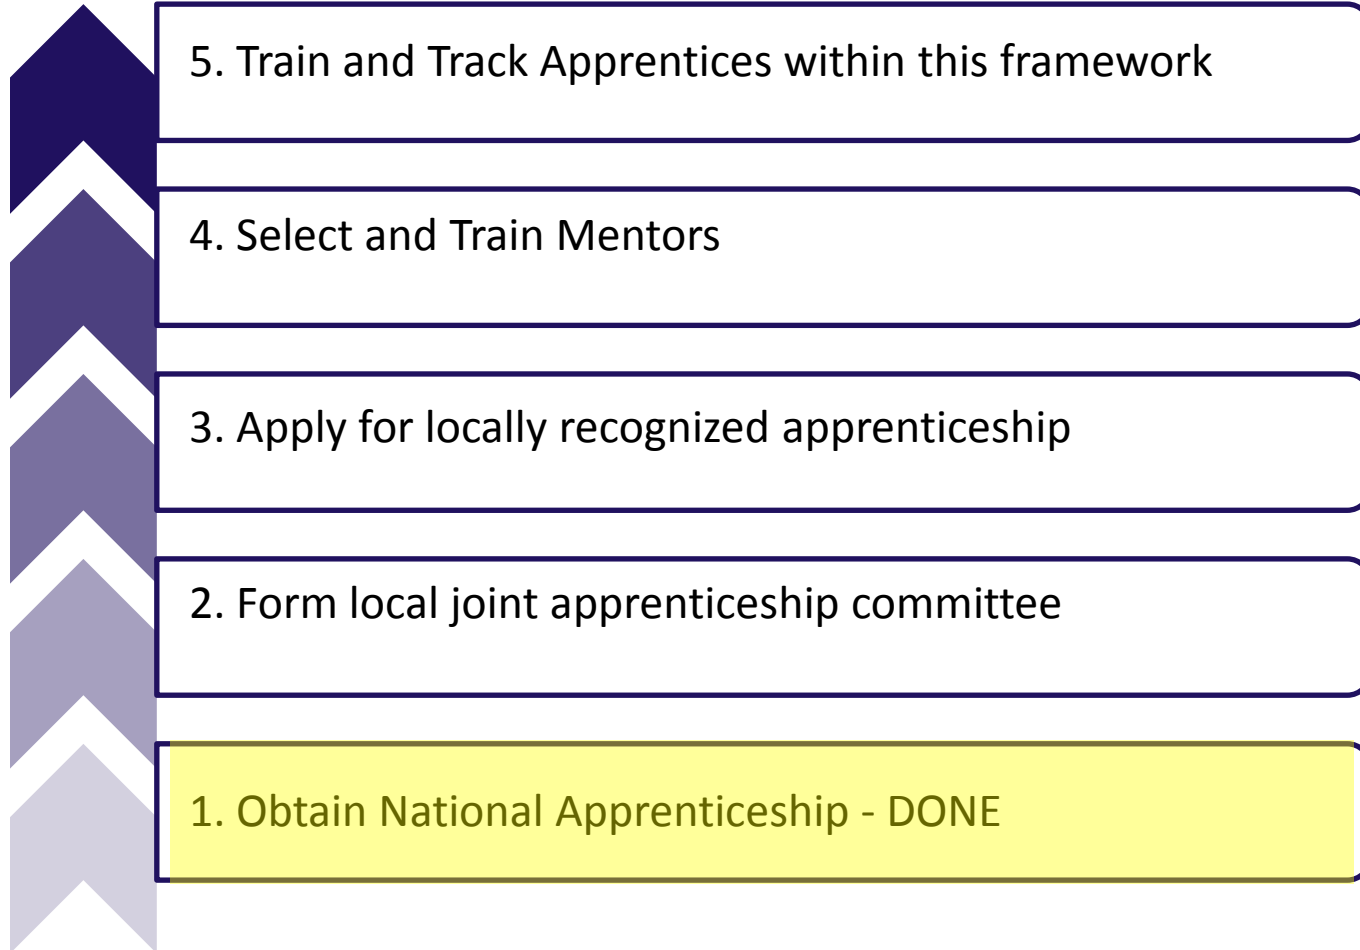 5. Train and Track Apprentices within this framework
4. Select and Train Mentors
3. Apply for locally recognized apprenticeship
2. Form local joint apprenticeship committee
1. Obtain National Apprenticeship - DONE